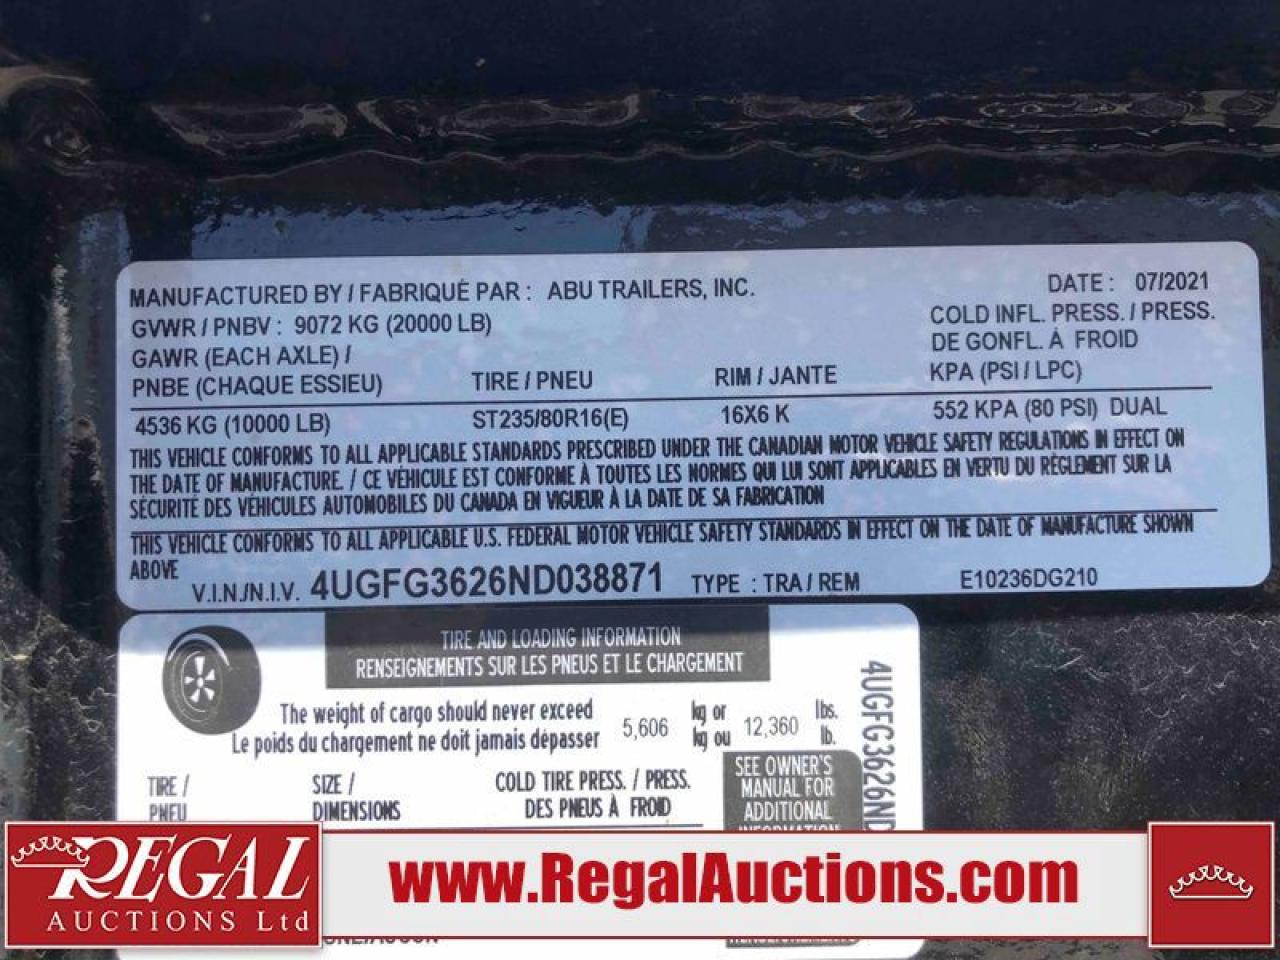 MANUFACTURED BY / FABRIQUÉ PAR : ABU TRAILERS, INC. DATE : 07/2021
GVWR / PNBV : 9072 KG (20000 LB) COLD INFL. PRESS. / PRESS.
GAWR (EACH AXLE) / DE GONFL. À FROID
PNBE (CHAQUE ESSIEU) TIRE / PNEU RIM / JANTE KPA (PSI / LPC)
4536 KG (10000 LB) ST235/80R16(E) 16X6 K 552 KPA (80 PSI) DUAL
THIS VEHICLE CONFORMS TO ALL APPLICABLE STANDARDS PRESCRIBED UNDER THE CANADIAN MOTOR VEHICLE SAFETY REGULATIONS IN EFFECT ON
THE DATE OF MANUFACTURE. / CE VÉHICULE EST CONFORME À TOUTES LES NORMES QUI LUI SONT APPLICABLES EN VERTU DU RÈGLEMENT SUR LA
SÉCURITÉ DES VÉHICULES AUTOMOBILES DU CANADA EN VIGUEUR À LA DATE DE SA FABRICATION
THIS VEHICLE CONFORMS TO ALL APPLICABLE U.S. FEDERAL MOTOR VEHICLE SAFETY STANDARDS IN EFFECT ON THE DATE OF MANUFACTURE SHOWN
ABOVE
V.I.N./N.I.V. 4UGFG3626ND038871 TYPE : TRA / REM E10236DG210
TIRE AND LOADING INFORMATION
RENSEIGNEMENTS SUR LES PNEUS ET LE CHARGEMENT
The weight of cargo should never exceed 5,606 kg or 12,360 lbs.
Le poids du chargement ne doit jamais dépasser kg ou lb.
4UGFG3626ND
TIRE / SIZE / COLD TIRE PRESS. / PRESS.
PNEU DIMENSIONS DES PNEUS À FROID
SEE OWNER'S
MANUAL FOR
ADDITIONAL
INFORMATION
REGAL
AUCTIONS Ltd
www.RegalAuctions.com